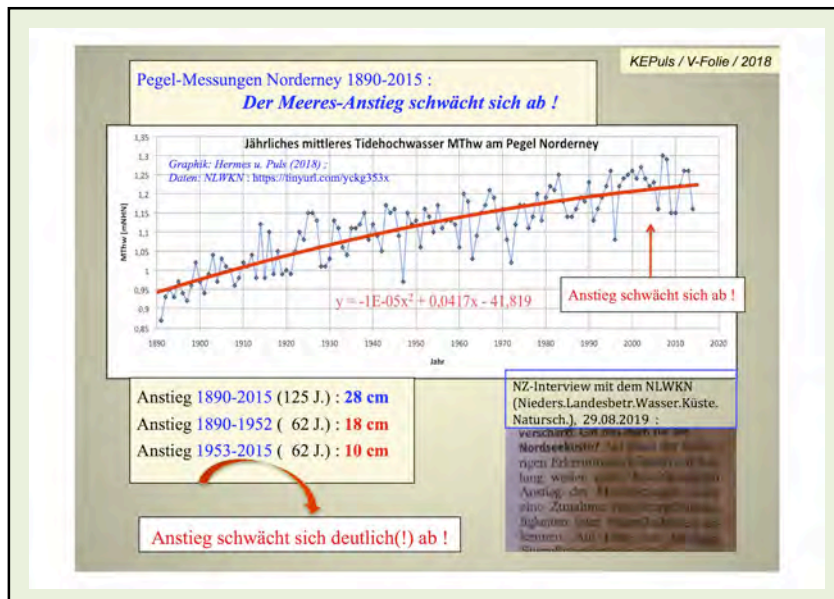 KEPuls / V-Folie / 2018
Pegel-Messungen Norderney 1890-2015 :
Der Meeres-Anstieg schwächt sich ab !
Jährliches mittleres Tidehochwasser MThw am Pegel Norderney
Graphik: Hermes u. Puls (2018) ;
Daten: NLWKN : https://tinyurl.com/yckg353x
MThw [mNHN]
1,35
1,3
1,25
1,2
1,15
1,1
1,05
1
0,95
0,9
0,85
y = -1E-05x² + 0,0417x - 41,819
Anstieg schwächt sich ab !
1890 1900 1910 1920 1930 1940 1950 1960 1970 1980 1990 2000 2010 2020
Jahr
Anstieg 1890-2015 (125 J.) : 28 cm
Anstieg 1890-1952 ( 62 J.) : 18 cm
Anstieg 1953-2015 ( 62 J.) : 10 cm
Anstieg schwächt sich deutlich(!) ab !
NZ-Interview mit dem NLWKN
(Nieders.Landesbetr.Wasser.Küste.
Natursch.), 29.08.2019 :
Nordseeküste?
rigen
lung
Anstieg
eine Zunahme